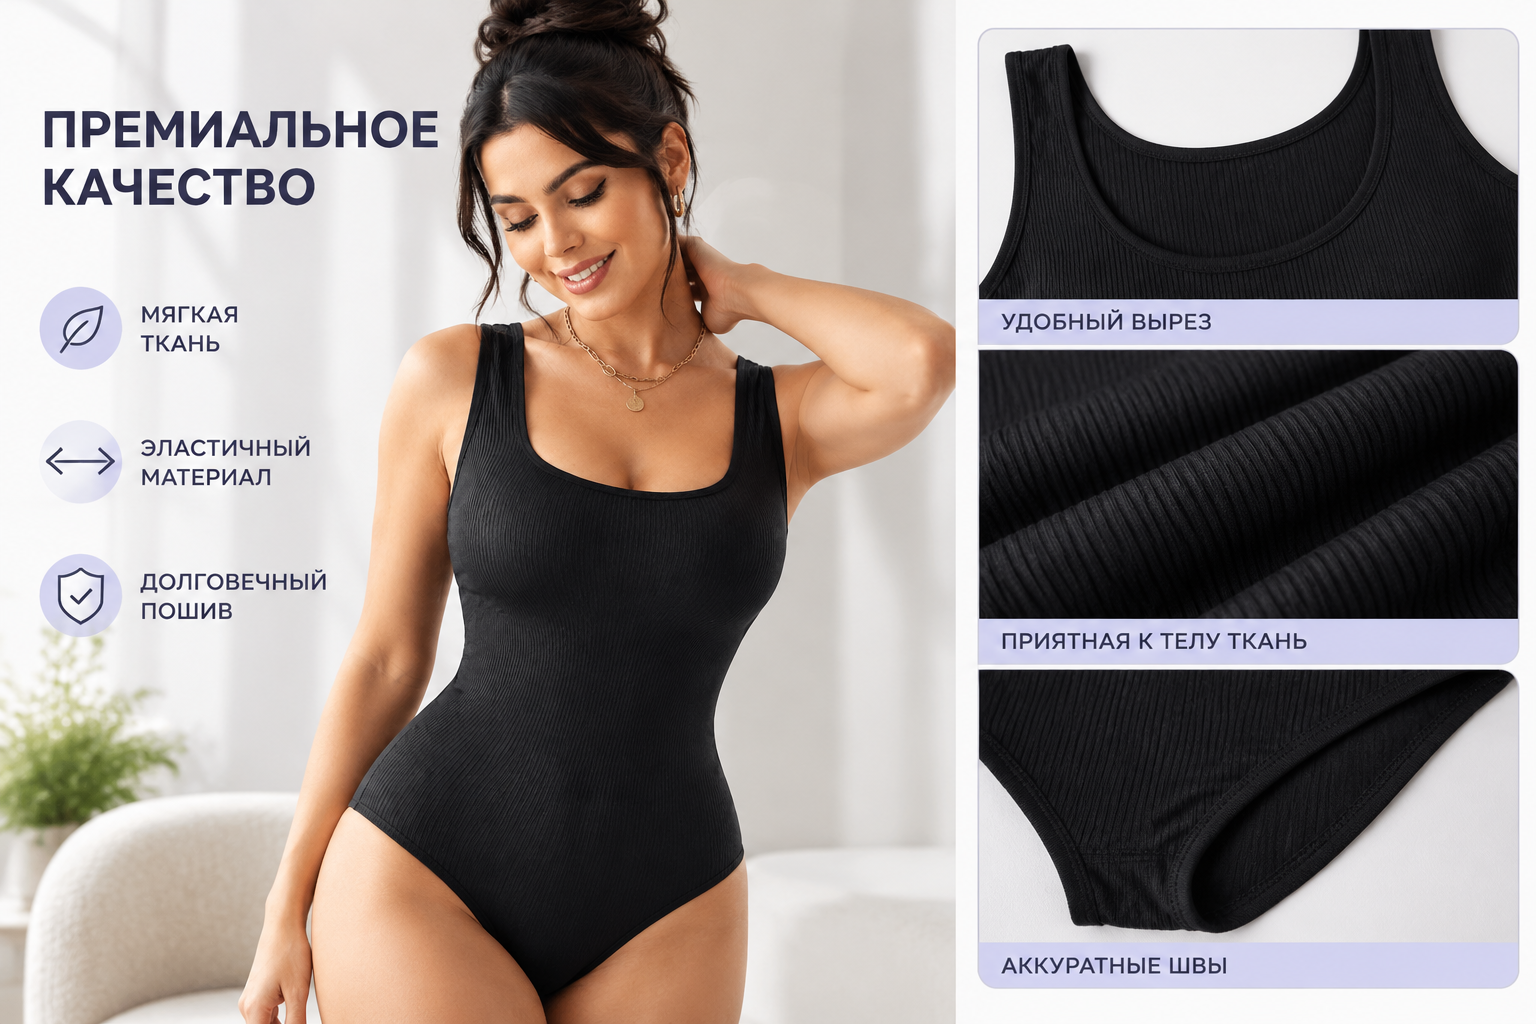 ПРЕМИАЛЬНОЕ
КАЧЕСТВО
МЯГКАЯ
ТКАНЬ
ЭЛАСТИЧНЫЙ
МАТЕРИАЛ
ДОЛГОВЕЧНЫЙ
ПОШИВ
УДОБНЫЙ ВЫРЕЗ
ПРИЯТНАЯ К ТЕЛУ ТКАНЬ
АККУРАТНЫЕ ШВЫ